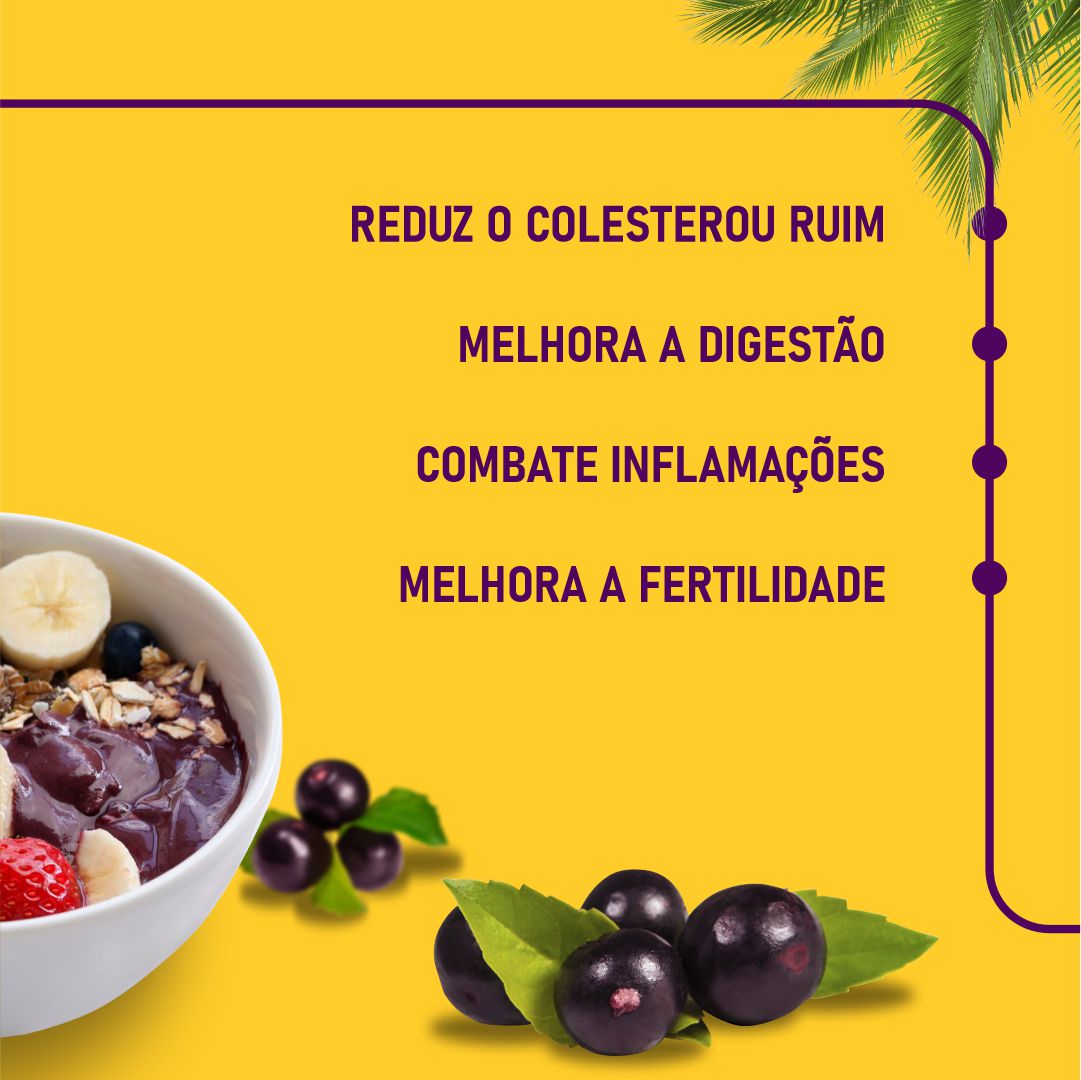 REDUZ O COLESTEROU RUIM
MELHORA A DIGESTÃO
COMBATE INFLAMAÇÕES
MELHORA A FERTILIDADE